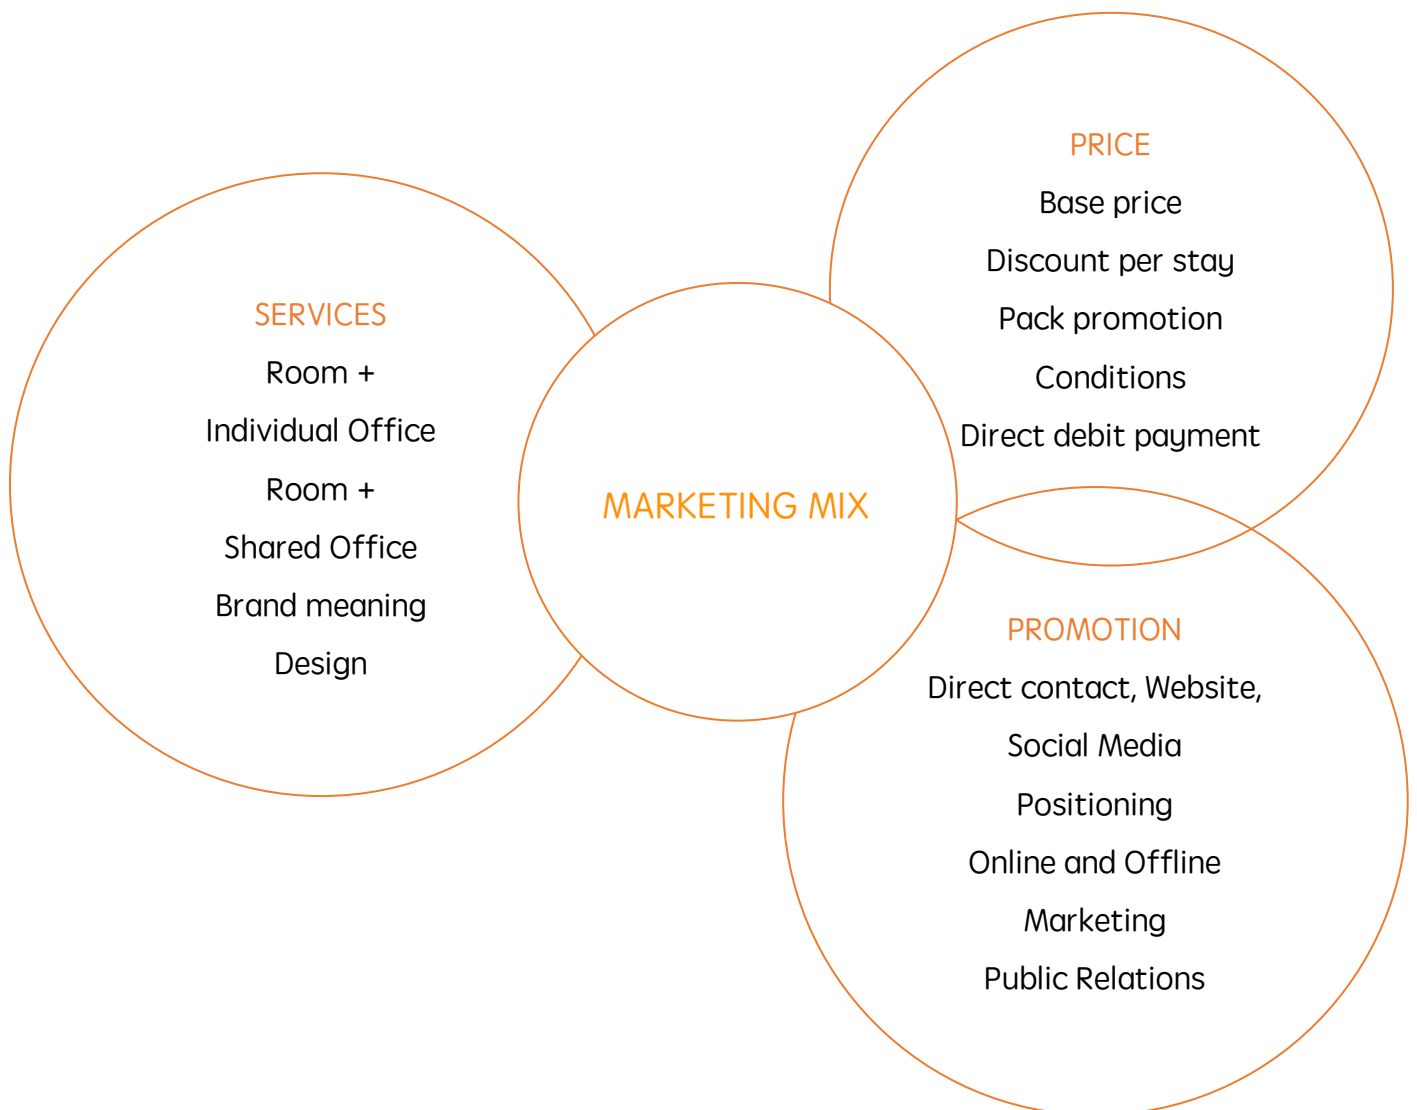 SERVICES
Room +
Individual Office
Room +
Shared Office
Brand meaning
Design
MARKETING MIX
PRICE
Base price
Discount per stay
Pack promotion
Conditions
Direct debit payment
PROMOTION
Direct contact, Website,
Social Media
Positioning
Online and Offline
Marketing
Public Relations